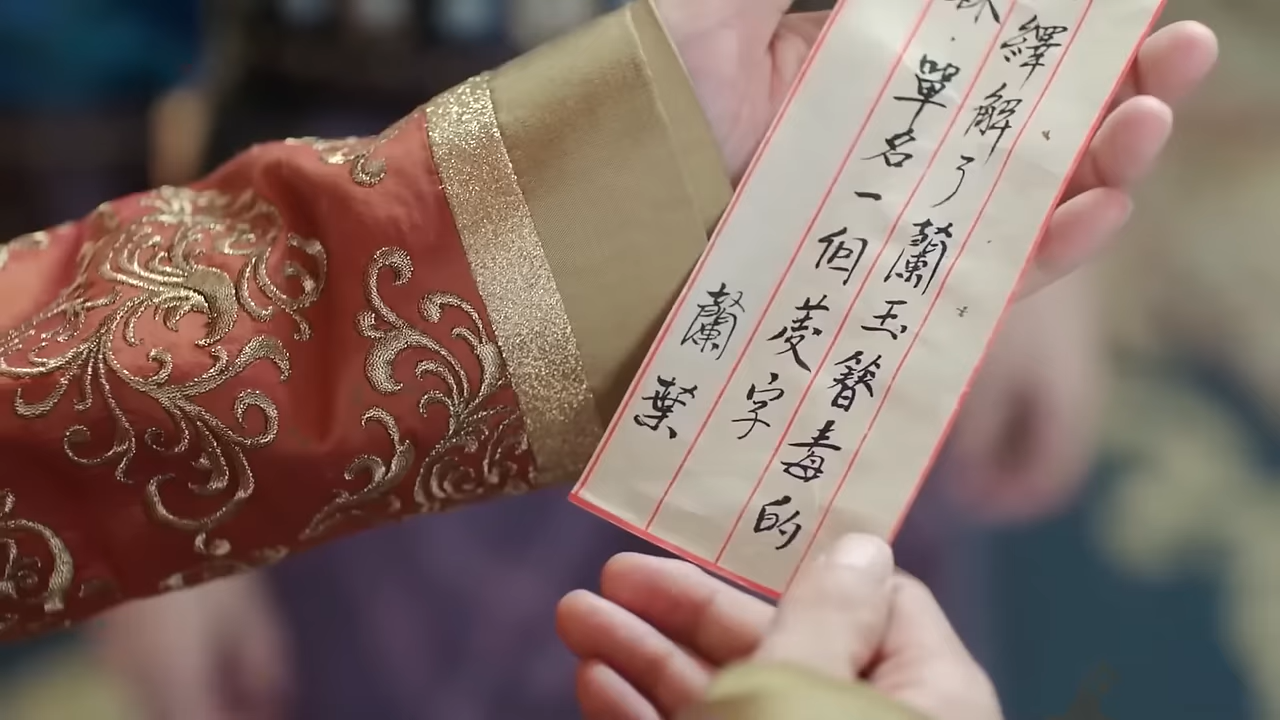 繹解了蘭玉簪毒的
單名一個菱字
蘭葉